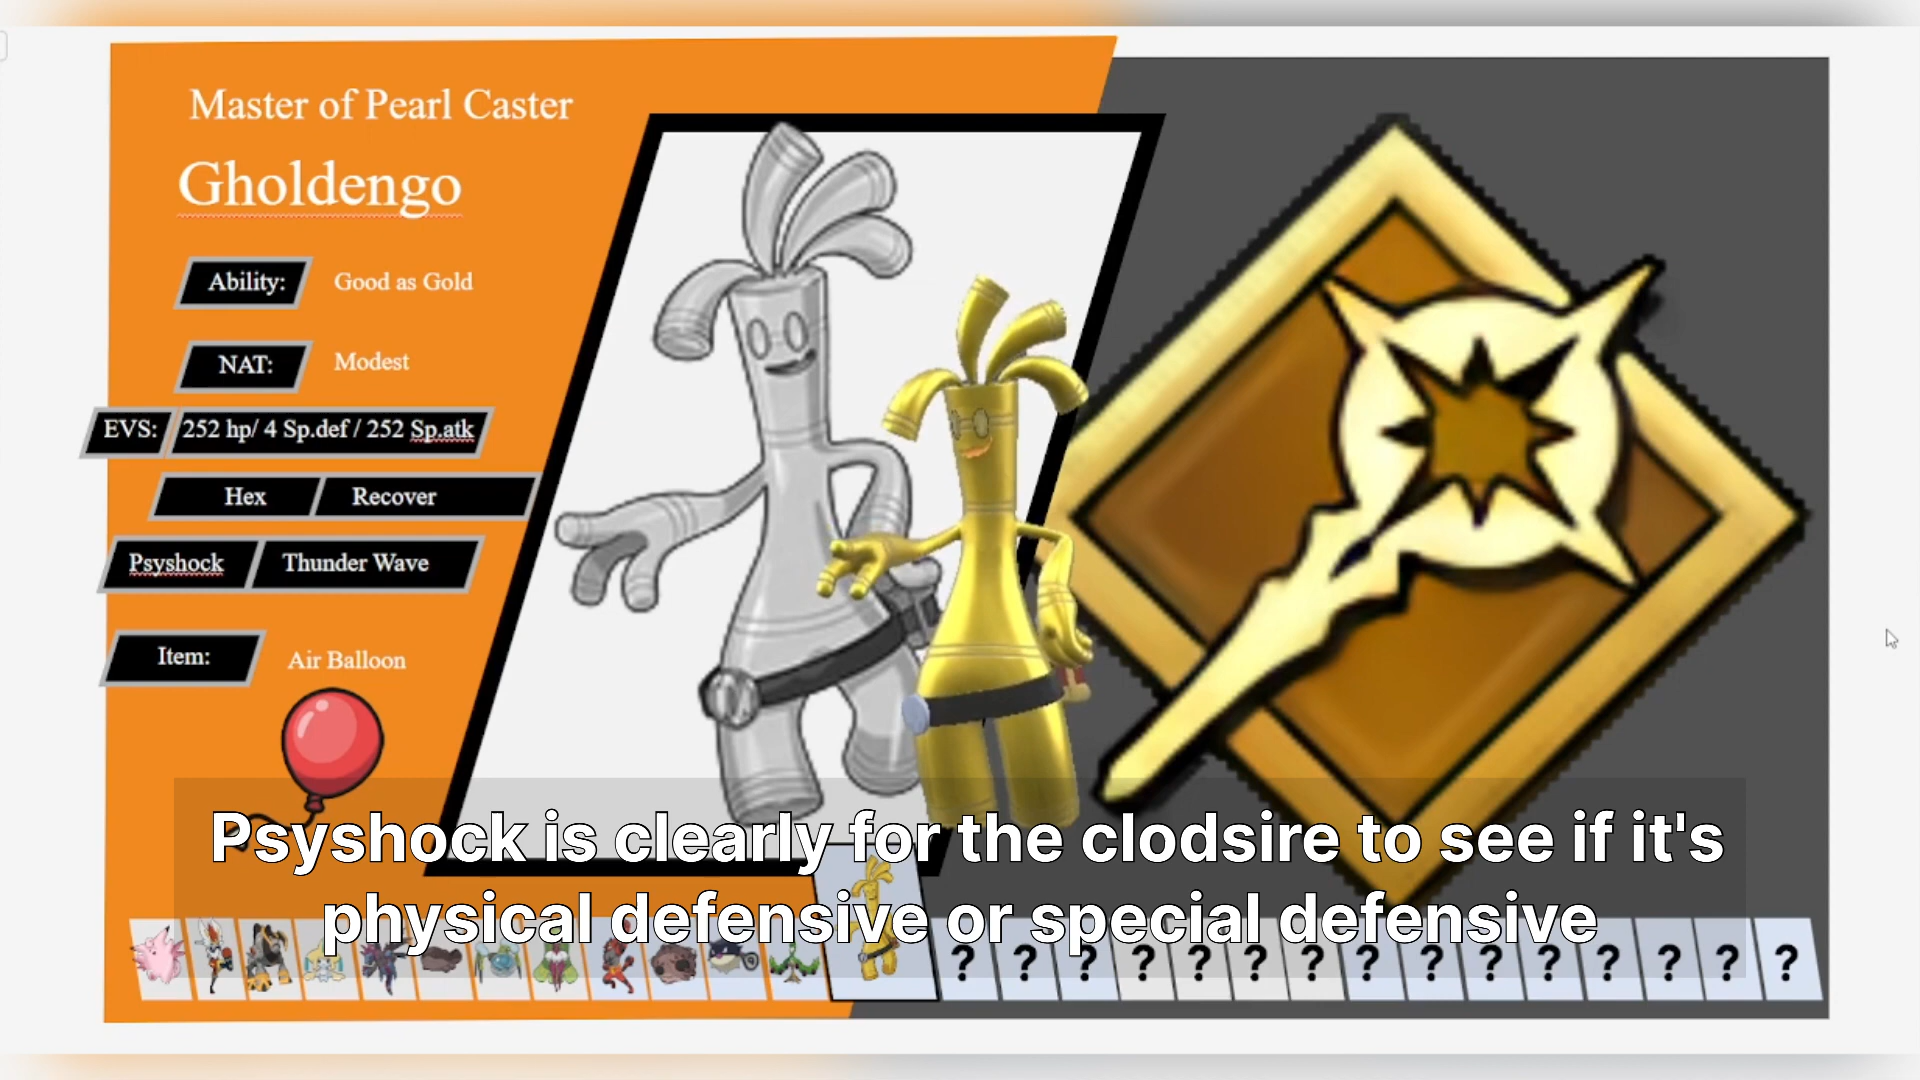 Master of Pearl Caster
Gholdengo
Ability: Good as Gold
NAT: Modest
EVS: 252 hp/ 4 Sp.def / 252 Sp.atk
Hex Recover
Psyshock Thunder Wave
Item: Air Balloon
Psyshock is clearly for the clodsire to see if it's
physical defensive or special defensive
? ? ? ? ? ? ? ? ? ? ? ? ? ? ?